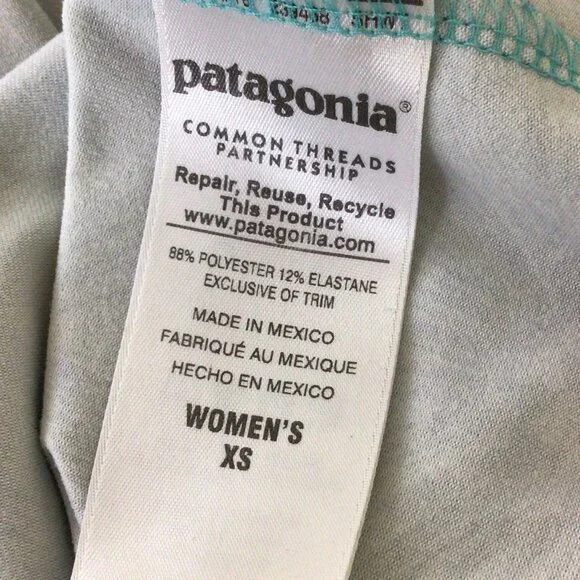 patagonia®
COMMON THREADS
PARTNERSHIP
Repair, Reuse, Recycle
This Product
www.patagonia.com
88% POLYESTER 12% ELASTANE
EXCLUSIVE OF TRIM
MADE IN MEXICO
FABRIQUÉ AU MEXIQUE
HECHO EN MEXICO
WOMEN'S
XS